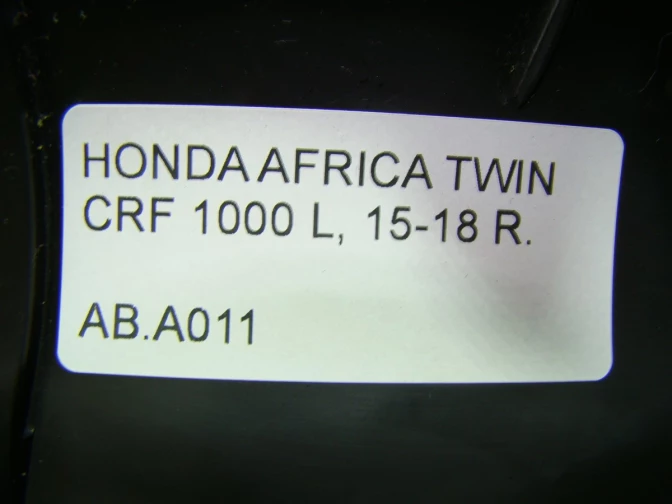 HONDA AFRICA TWIN
CRF 1000 L, 15-18 R.
AB.A011